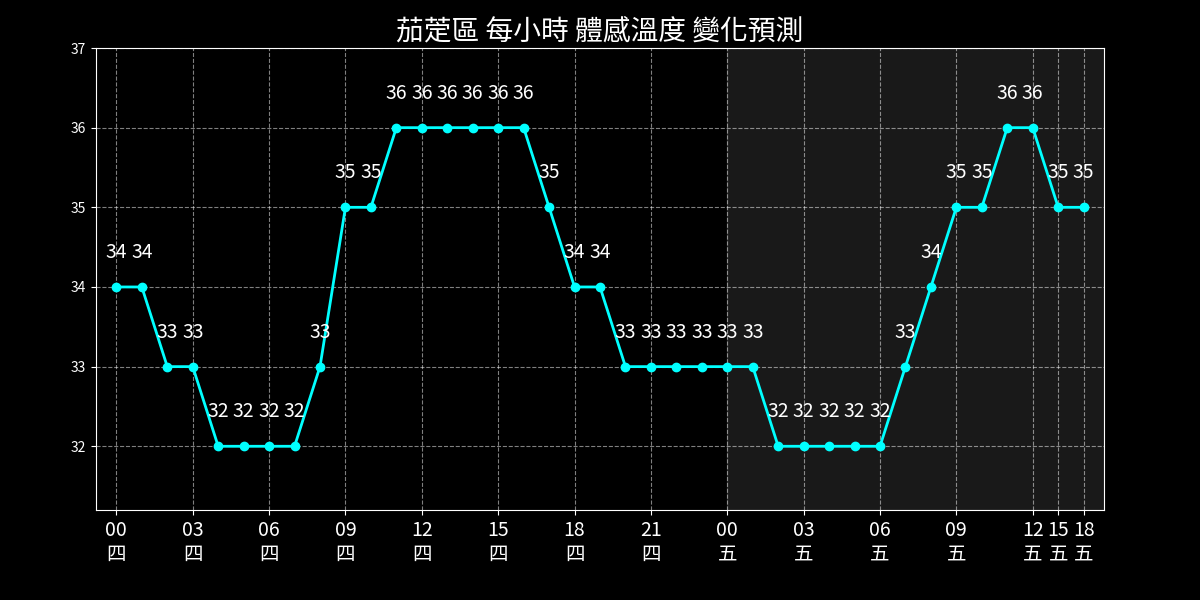 茄萣區 每小時 體感溫度 變化預測
37
36
35
34
33
32
36 36 36 36 36 36 36 36
35 35 35 35 35 35 35
34 34 34 34 34
33 33 33 33 33 33 33 33 33 33
32 32 32 32 32 32 32 32 32
00 03 06 09 12 15 18 21 00 03 06 09 12 15 18
四 四 四 四 四 四 四 四 五 五 五 五 五 五 五